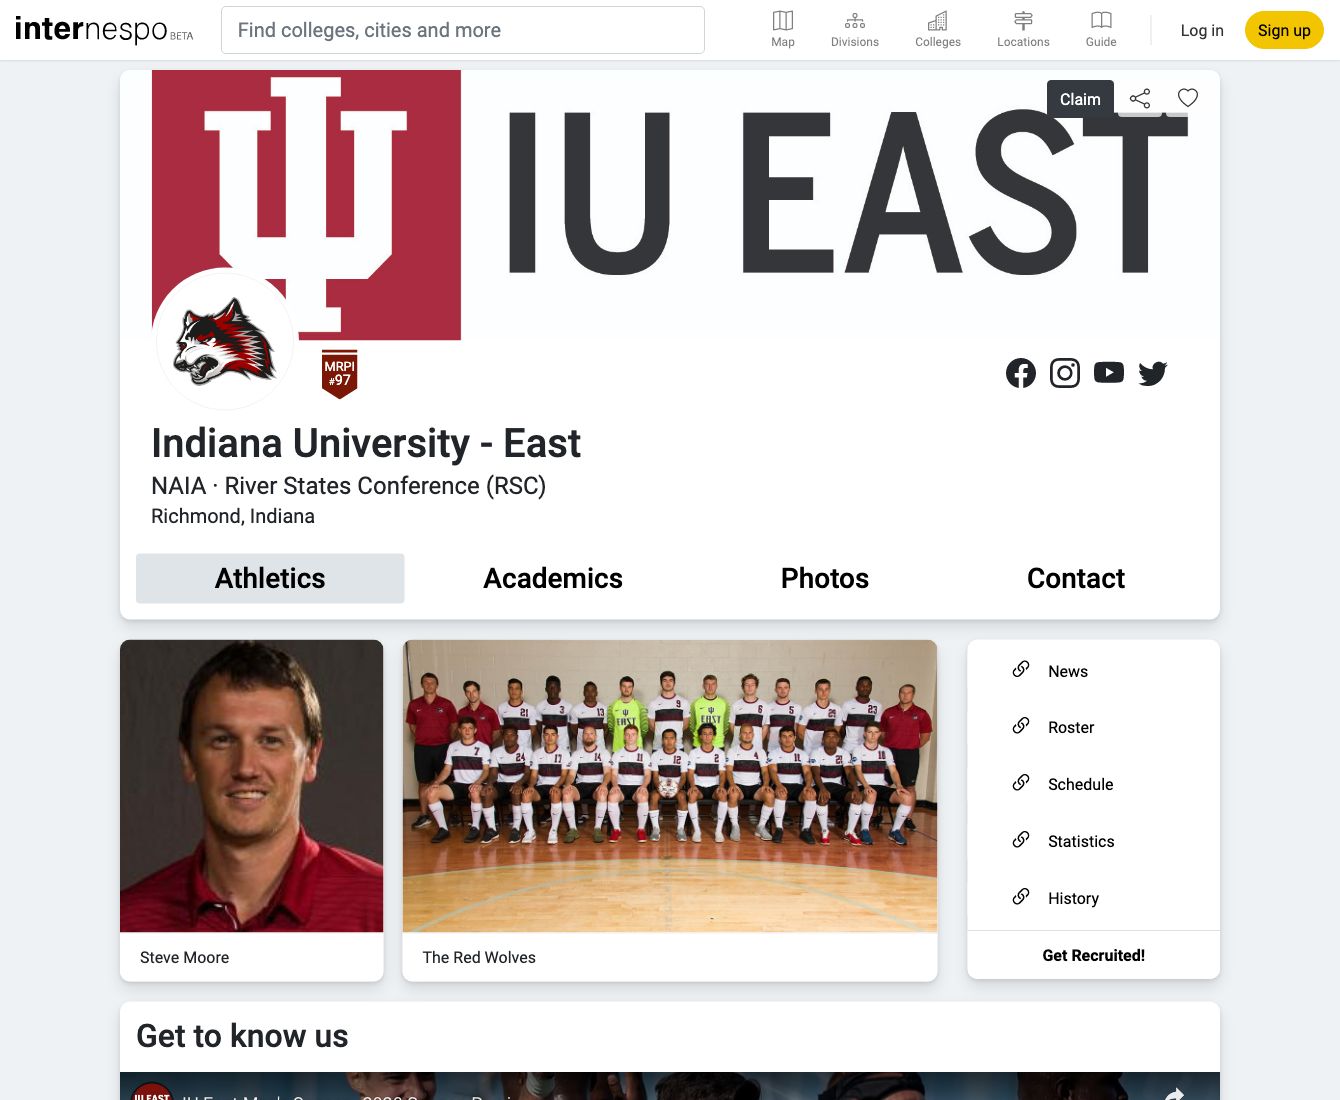 internespo BETA
Find colleges, cities and more
Map
Divisions
Colleges
Locations
Guide
Log in
Sign up
IU EAST
Claim
MRPI
#97
Indiana University - East
NAIA · River States Conference (RSC)
Richmond, Indiana
Athletics
Academics
Photos
Contact
News
Roster
Schedule
Statistics
History
Get Recruited!
Steve Moore
The Red Wolves
Get to know us
IU EAST